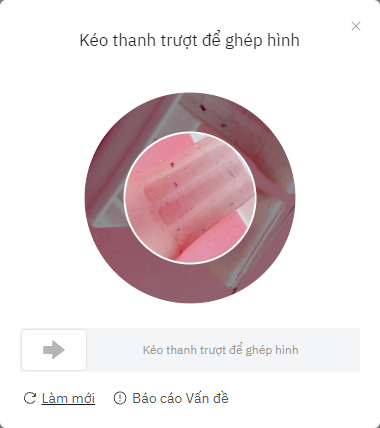 Kéo thanh trượt để ghép hình
Kéo thanh trượt để ghép hình
Làm mới
Báo cáo Vấn đề